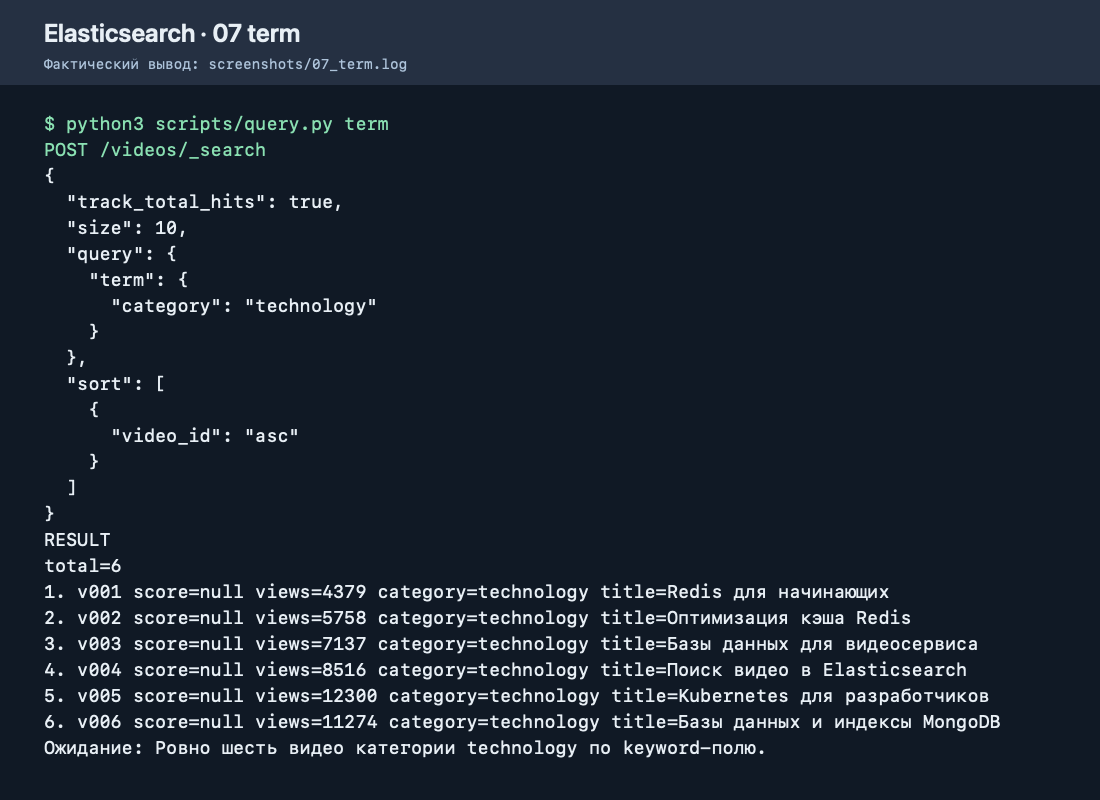 Elasticsearch · 07 term
Фактический вывод: screenshots/07_term.log
$ python3 scripts/query.py term
POST /videos/_search
{
  "track_total_hits": true,
  "size": 10,
  "query": {
    "term": {
      "category": "technology"
    }
  },
  "sort": [
    {
      "video_id": "asc"
    }
  ]
}
RESULT
total=6
1. v001 score=null views=4379 category=technology title=Redis для начинающих
2. v002 score=null views=5758 category=technology title=Оптимизация кэша Redis
3. v003 score=null views=7137 category=technology title=Базы данных для видеосервиса
4. v004 score=null views=8516 category=technology title=Поиск видео в Elasticsearch
5. v005 score=null views=12300 category=technology title=Kubernetes для разработчиков
6. v006 score=null views=11274 category=technology title=Базы данных и индексы MongoDB
Ожидание: Ровно шесть видео категории technology по keyword-полю.